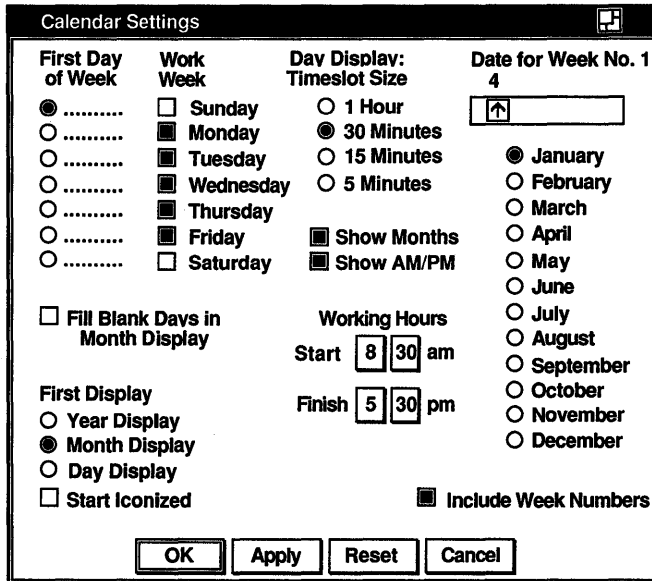 Calendar Settings
First Day of Week
Work Week
Day Display: Timeslot Size
Date for Week No. 1
4
.......... Sunday
.......... Monday
.......... Tuesday
.......... Wednesday
.......... Thursday
.......... Friday
.......... Saturday
1 Hour
30 Minutes
15 Minutes
5 Minutes
Show Months
Show AM/PM
January
February
March
April
May
June
July
August
September
October
November
December
Fill Blank Days in
Month Display
Working Hours
Start 8 30 am
Finish 5 30 pm
First Display
Year Display
Month Display
Day Display
Start Iconized
Include Week Numbers
OK Apply Reset Cancel